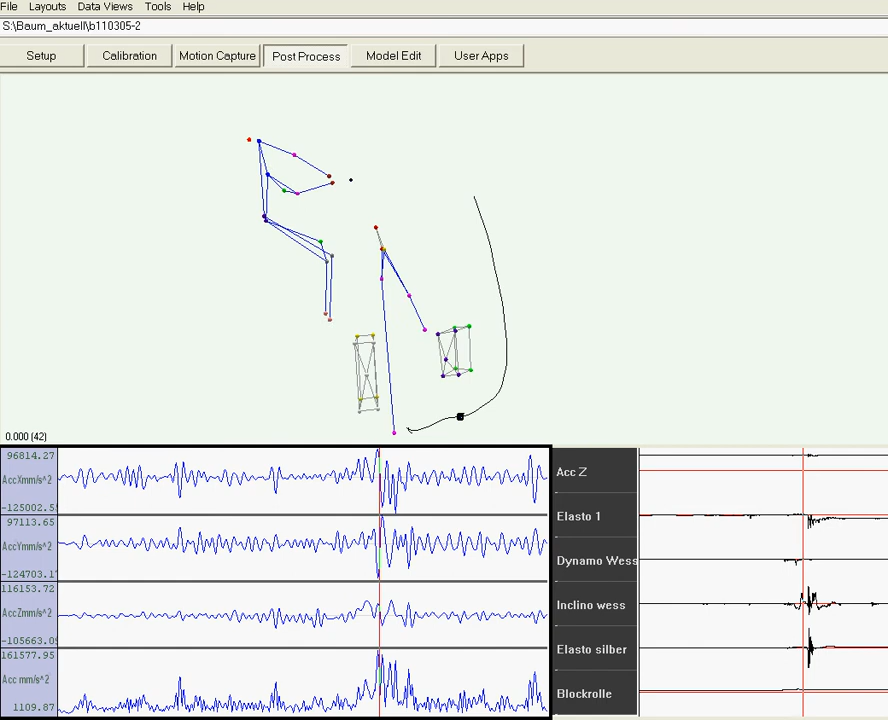 File Layouts Data Views Tools Help
S:\Baum_aktuell\b110305-2
Setup Calibration Motion Capture Post Process Model Edit User Apps
0.000 (42)
96814.27
AccXmm/s^2
-125002.5
97113.65
AccYmm/s^2
-124703.1
116153.72
AccZmm/s^2
-105663.0
161577.95
Acc mm/s^2
1109.87
Acc Z
Elasto 1
Dynamo Wess
Inclino wess
Elasto silber
Blockrolle